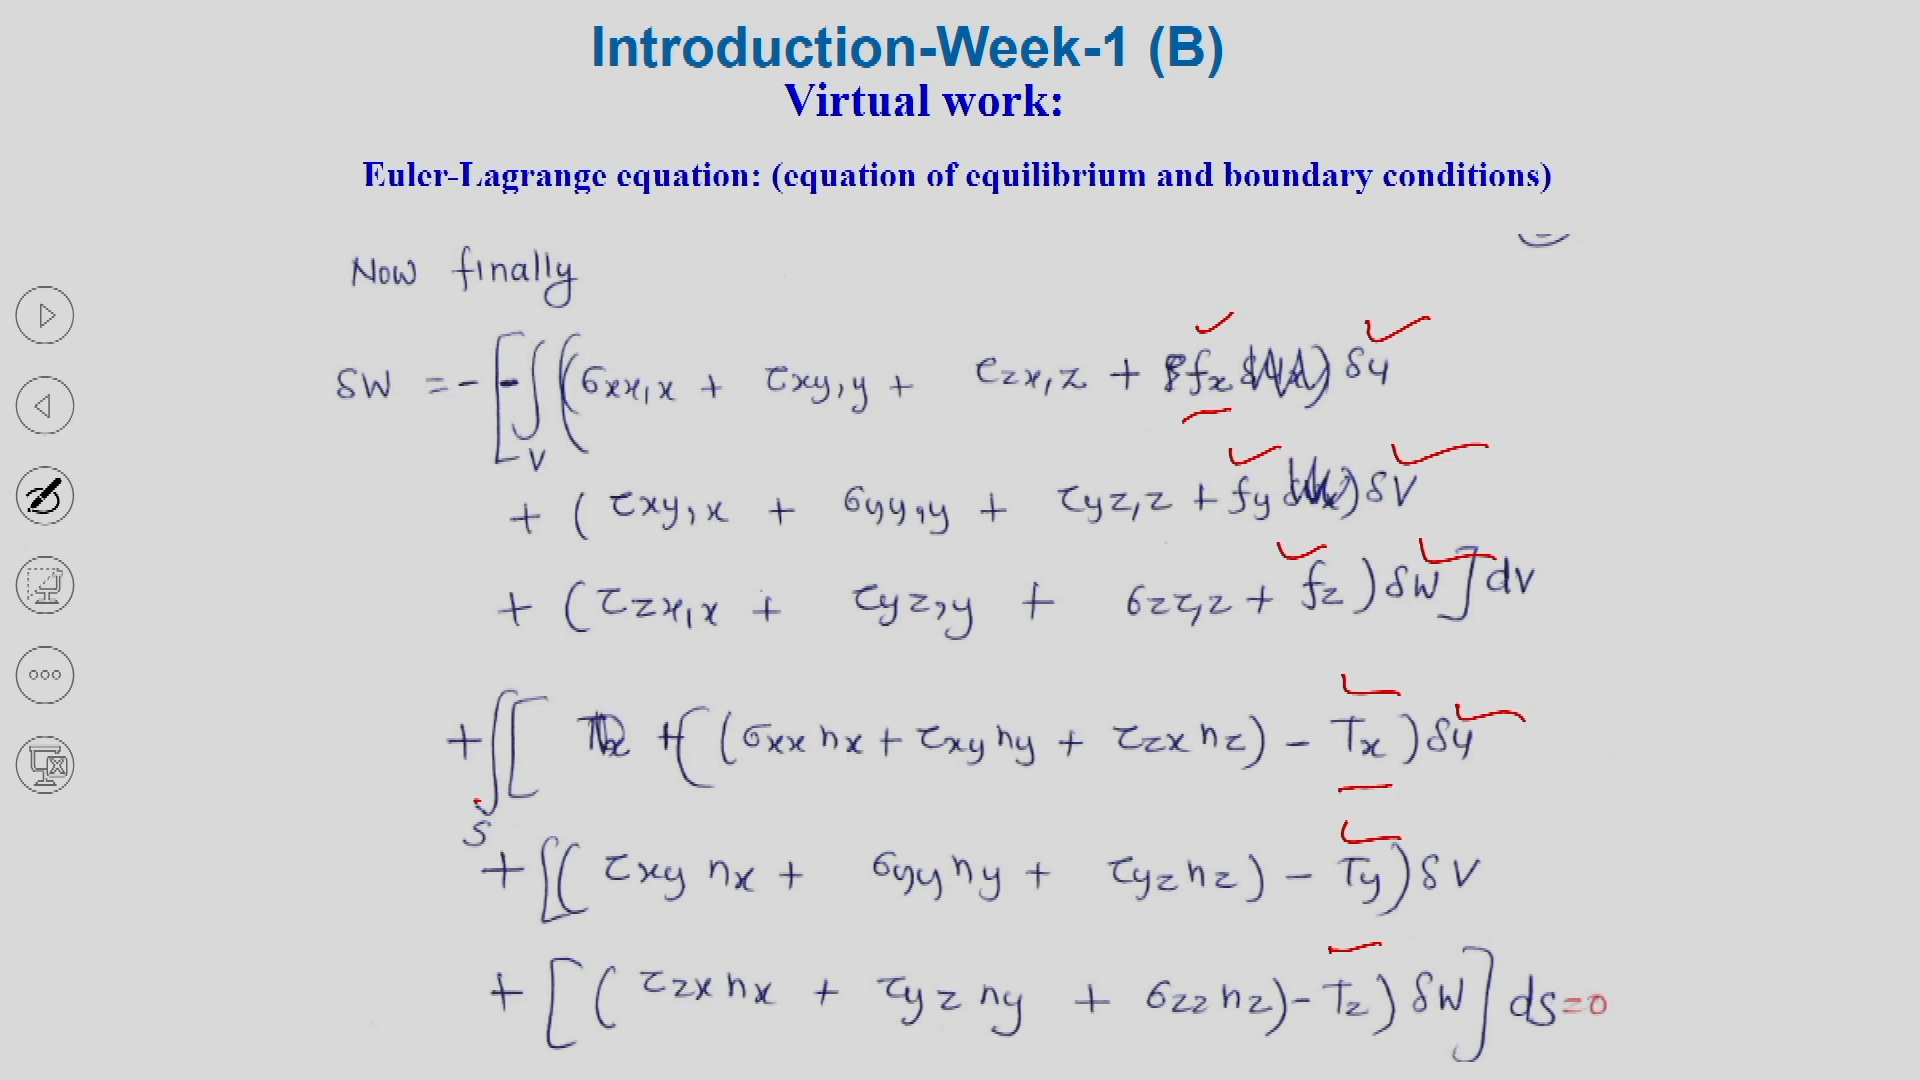 Introduction-Week-1 (B)
Virtual work:
Euler-Lagrange equation: (equation of equilibrium and boundary conditions)
Now finally
δW = - [ - ∫V ( σxx,x + τxy,y + τzx,z + fx ) δu
+ ( τxy,x + σyy,y + τyz,z + fy ) δV
+ ( τzx,x + τyz,y + σzz,z + fz ) δW ] dV
+ ∫S [ + ( ( σxx nx + τxy ny + τzx nz ) - Tx ) δu
+ [ ( τxy nx + σyy ny + τyz nz ) - Ty ) δV
+ [ ( τzx nx + τyz ny + σzz nz ) - Tz ) δW ] ds = 0